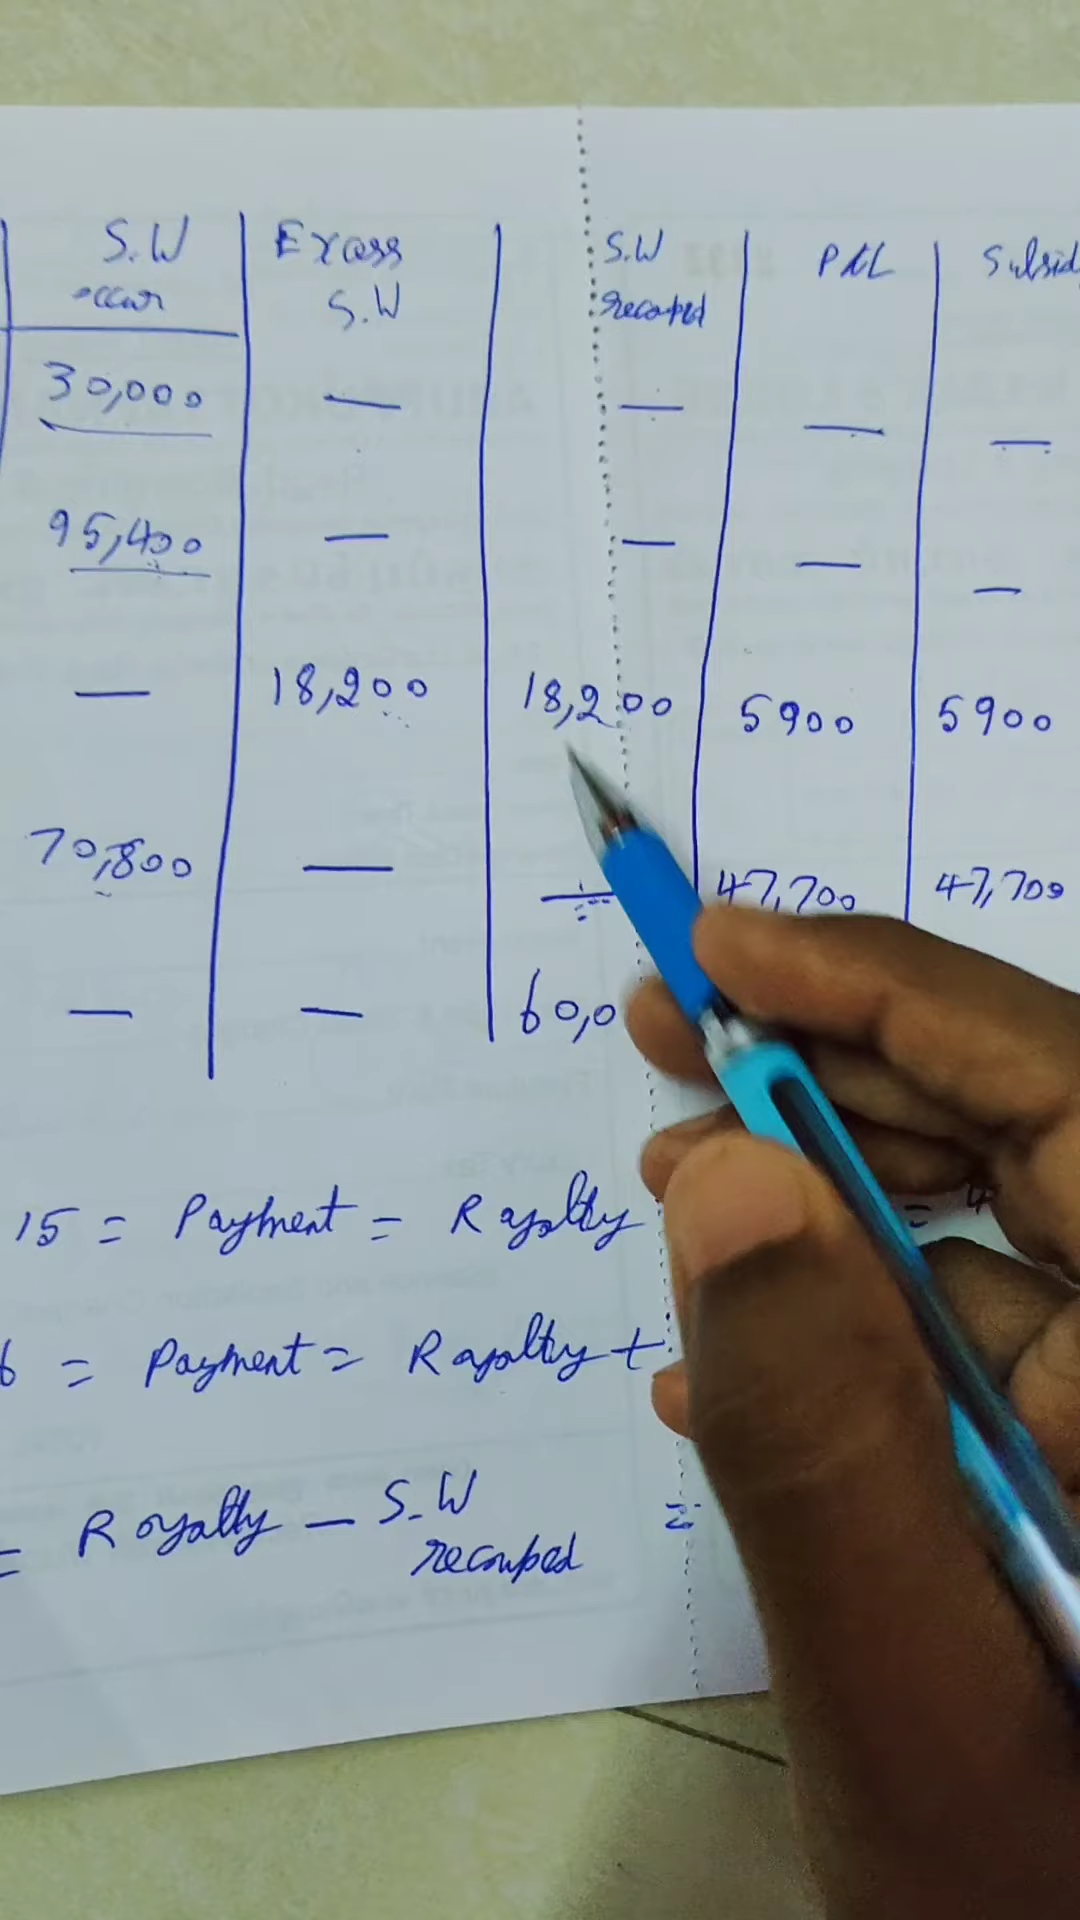 S.W occur | Excess S.W | S.W recouped | P&L | Subsid
30,000 — — — —
95,400 — — — —
— 18,200 18,200 5900 5900
70,800 — — 47,700 47,700
— — 60,0
15 = Payment = Royalty =
6 = Payment = Royalty +
= Royalty — S.W recouped =